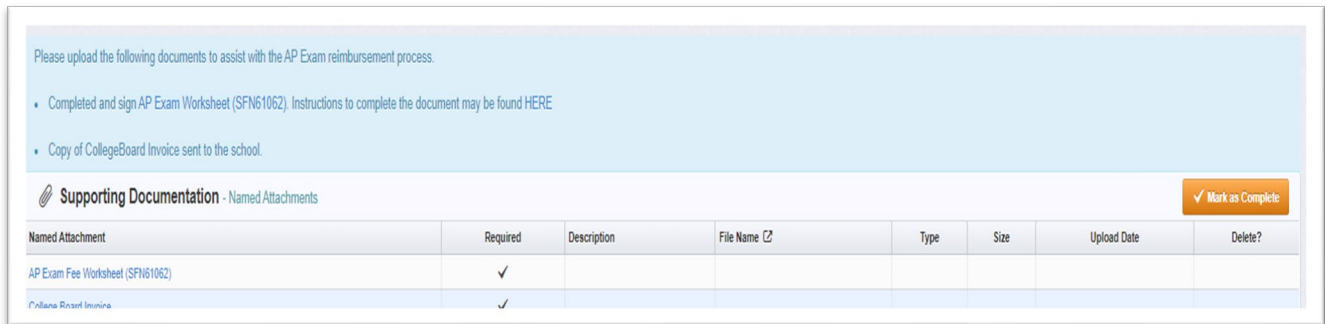 Please upload the following documents to assist with the AP Exam reimbursement process.
• Completed and sign AP Exam Worksheet (SFN61062). Instructions to complete the document may be found HERE
• Copy of CollegeBoard Invoice sent to the school.
Supporting Documentation - Named Attachments
✓ Mark as Complete
Named Attachment Required Description File Name Type Size Upload Date Delete?
AP Exam Fee Worksheet (SFN61062) ✓
College Board Invoice ✓